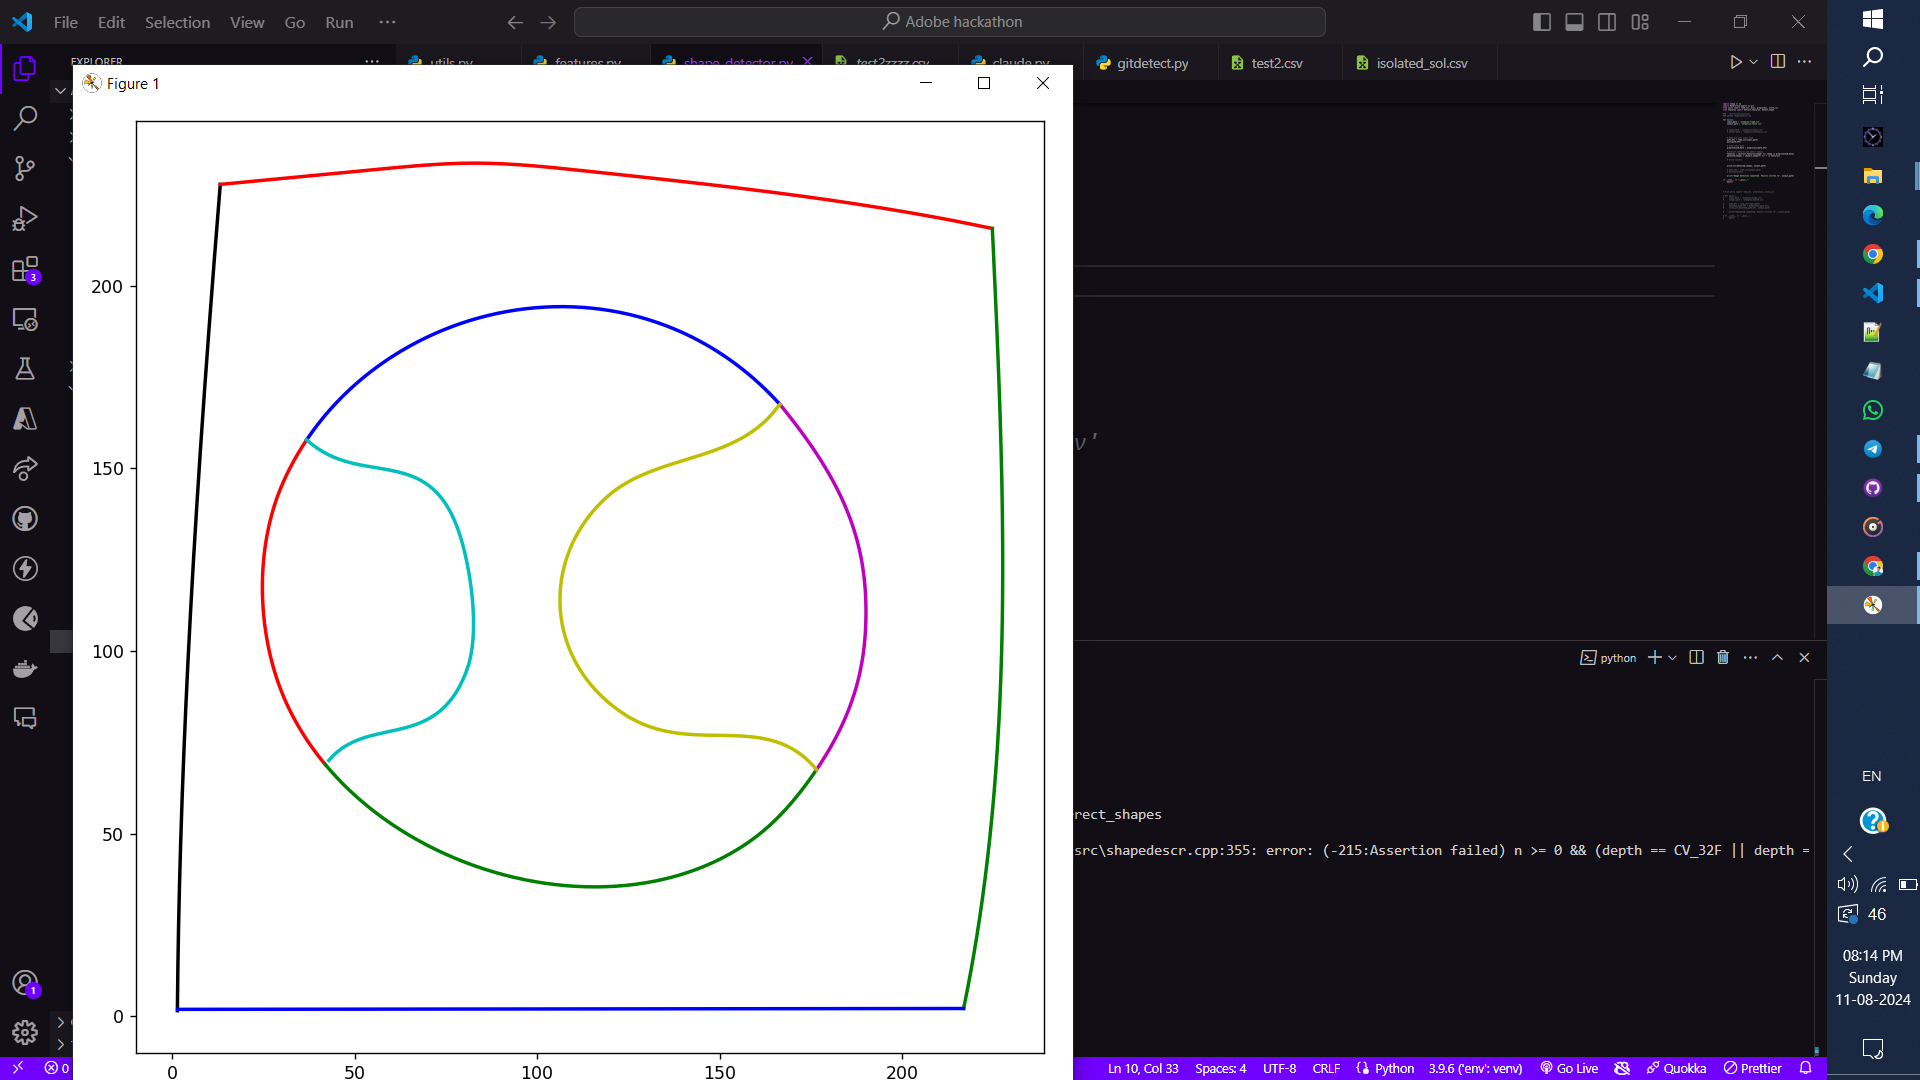 File Edit Selection View Go Run ...
Adobe hackathon
EXPLORER
utils.py features.py shape_detector.py test2zzzz.csv claude.py gitdetect.py test2.csv isolated_sol.csv
Figure 1
200
150
100
50
0
0 50 100 150 200
v'
python
rect_shapes
src\shapedescr.cpp:355: error: (-215:Assertion failed) n >= 0 && (depth == CV_32F || depth =
3
1
0
Ln 10, Col 33 Spaces: 4 UTF-8 CRLF Python 3.9.6 ('env': venv) Go Live Quokka Prettier
EN
46
08:14 PM
Sunday
11-08-2024